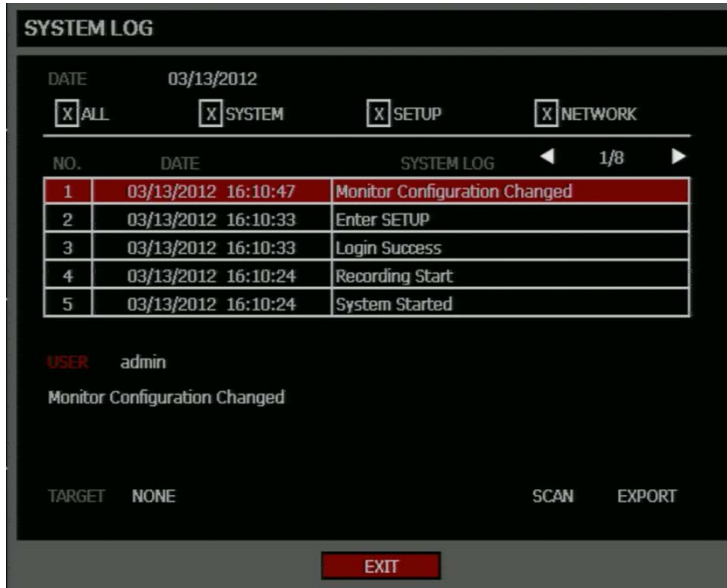 SYSTEM LOG
DATE 03/13/2012
X ALL X SYSTEM X SETUP X NETWORK
NO. DATE SYSTEM LOG ◀ 1/8 ▶
1 03/13/2012 16:10:47 Monitor Configuration Changed
2 03/13/2012 16:10:33 Enter SETUP
3 03/13/2012 16:10:33 Login Success
4 03/13/2012 16:10:24 Recording Start
5 03/13/2012 16:10:24 System Started
USER admin
Monitor Configuration Changed
TARGET NONE SCAN EXPORT
EXIT